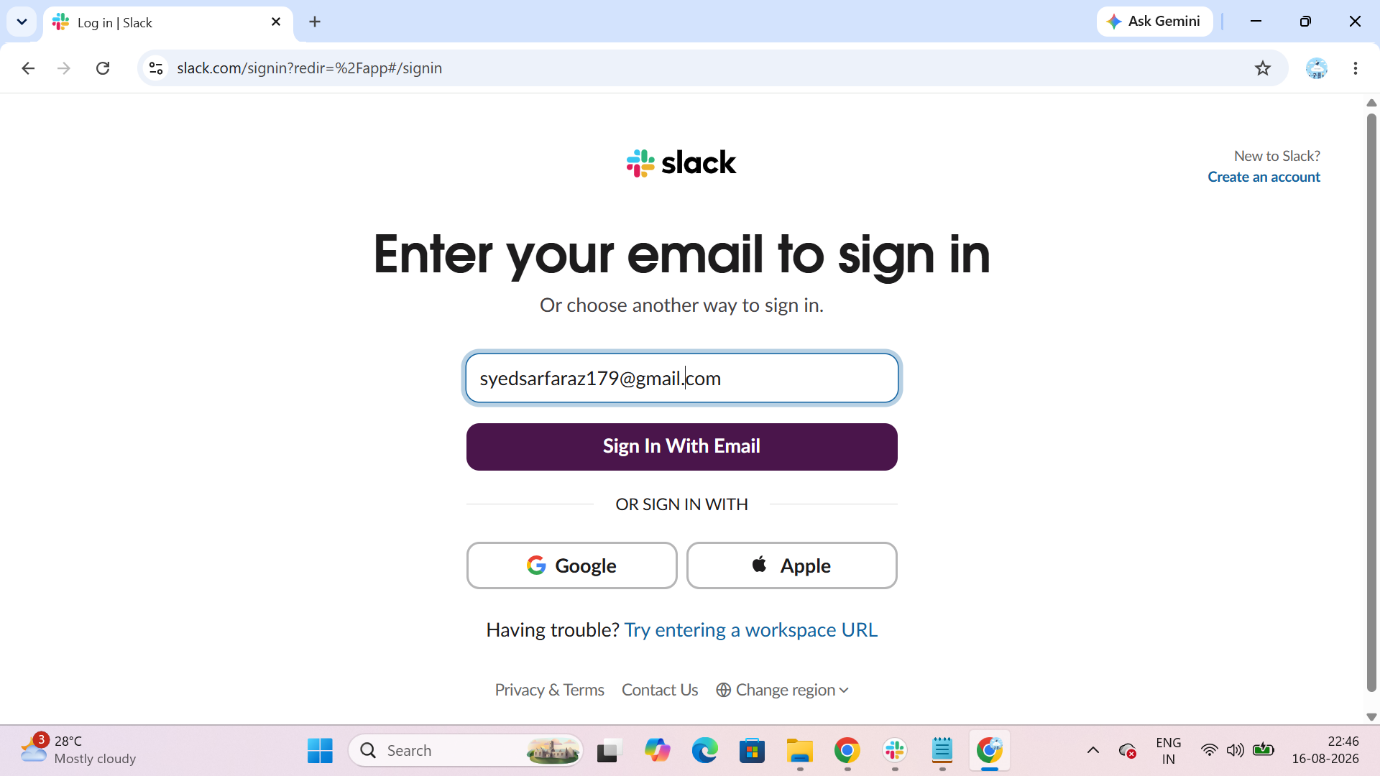 Log in | Slack
Ask Gemini
slack.com/signin?redir=%2Fapp#/signin
slack
New to Slack?
Create an account
Enter your email to sign in
Or choose another way to sign in.
syedsarfaraz179@gmail.com
Sign In With Email
OR SIGN IN WITH
Google
Apple
Having trouble? Try entering a workspace URL
Privacy & Terms Contact Us Change region
3
28°C
Mostly cloudy
Search
ENG
IN
22:46
16-08-2026